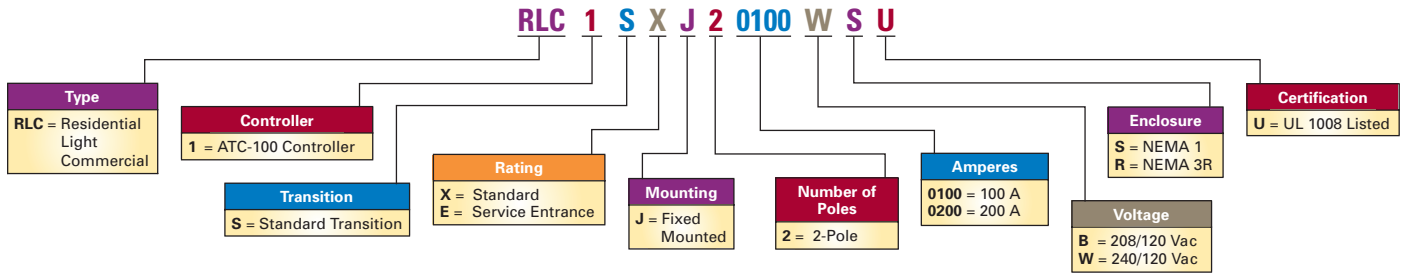 RLC 1 S X J 2 0100 W S U
Type
RLC = Residential
Light
Commercial
Controller
1 = ATC-100 Controller
Transition
S = Standard Transition
Rating
X = Standard
E = Service Entrance
Mounting
J = Fixed
Mounted
Number of
Poles
2 = 2-Pole
Amperes
0100 = 100 A
0200 = 200 A
Voltage
B = 208/120 Vac
W = 240/120 Vac
Enclosure
S = NEMA 1
R = NEMA 3R
Certification
U = UL 1008 Listed